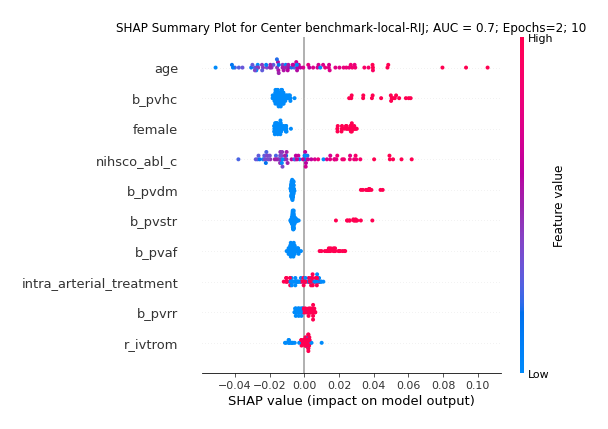 SHAP Summary Plot for Center benchmark-local-RIJ; AUC = 0.7; Epochs=2; 10
High
age
b_pvhc
female
nihsco_abl_c
b_pvdm
b_pvstr
b_pvaf
intra_arterial_treatment
b_pvrr
r_ivtrom
Feature value
Low
−0.04 −0.02 0.00 0.02 0.04 0.06 0.08 0.10
SHAP value (impact on model output)